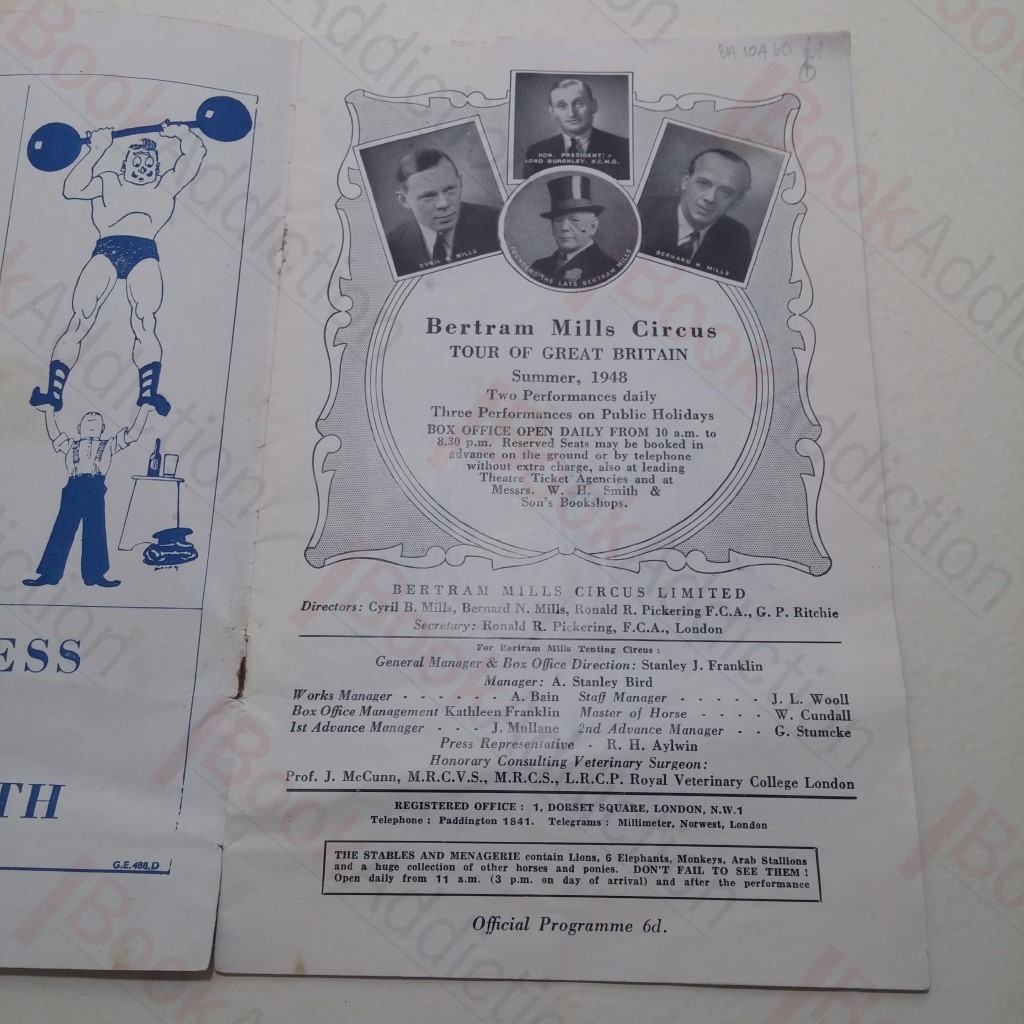 ESS
TH
G.E.488.D
BA 10460 £9
HON. PRESIDENT:-
LORD BURGHLEY, K.C.M.G.
CYRIL B. MILLS
FOUNDER: THE LATE BERTRAM MILLS
BERNARD N. MILLS
Bertram Mills Circus
TOUR OF GREAT BRITAIN
Summer, 1948
Two Performances daily
Three Performances on Public Holidays
BOX OFFICE OPEN DAILY FROM 10 a.m. to
8.30 p.m. Reserved Seats may be booked in
advance on the ground or by telephone
without extra charge, also at leading
Theatre Ticket Agencies and at
Messrs. W. H. Smith &
Son's Bookshops.
BERTRAM MILLS CIRCUS LIMITED
Directors: Cyril B. Mills, Bernard N. Mills, Ronald R. Pickering F.C.A., G. P. Ritchie
Secretary: Ronald R. Pickering, F.C.A., London
For Bertram Mills Tenting Circus :
General Manager & Box Office Direction: Stanley J. Franklin
Manager: A. Stanley Bird
Works Manager - - - - - - A. Bain Staff Manager - - - - - J. L. Wooll
Box Office Management Kathleen Franklin Master of Horse - - - - W. Cundall
1st Advance Manager - - - J. Mullane 2nd Advance Manager - - G. Stumcke
Press Representative - R. H. Aylwin
Honorary Consulting Veterinary Surgeon:
Prof. J. McCunn, M.R.C.V.S., M.R.C.S., L.R.C.P. Royal Veterinary College London
REGISTERED OFFICE : 1, DORSET SQUARE, LONDON, N.W.1
Telephone : Paddington 1841. Telegrams : Millimeter, Norwest, London
THE STABLES AND MENAGERIE contain Lions, 6 Elephants, Monkeys, Arab Stallions
and a huge collection of other horses and ponies. DON'T FAIL TO SEE THEM !
Open daily from 11 a.m. (3 p.m. on day of arrival) and after the performance
Official Programme 6d.
BookAddiction